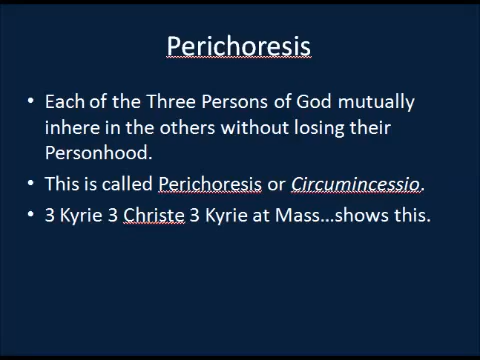 Perichoresis
• Each of the Three Persons of God mutually
inhere in the others without losing their
Personhood.
• This is called Perichoresis or Circumincessio.
• 3 Kyrie 3 Christe 3 Kyrie at Mass…shows this.